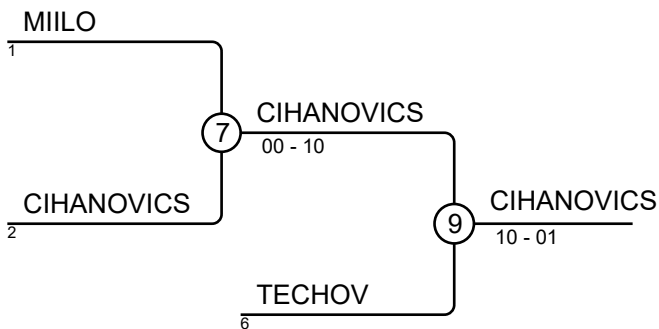 MIILO
1
7
CIHANOVICS
00 - 10
CIHANOVICS
2
9
CIHANOVICS
10 - 01
TECHOV
6